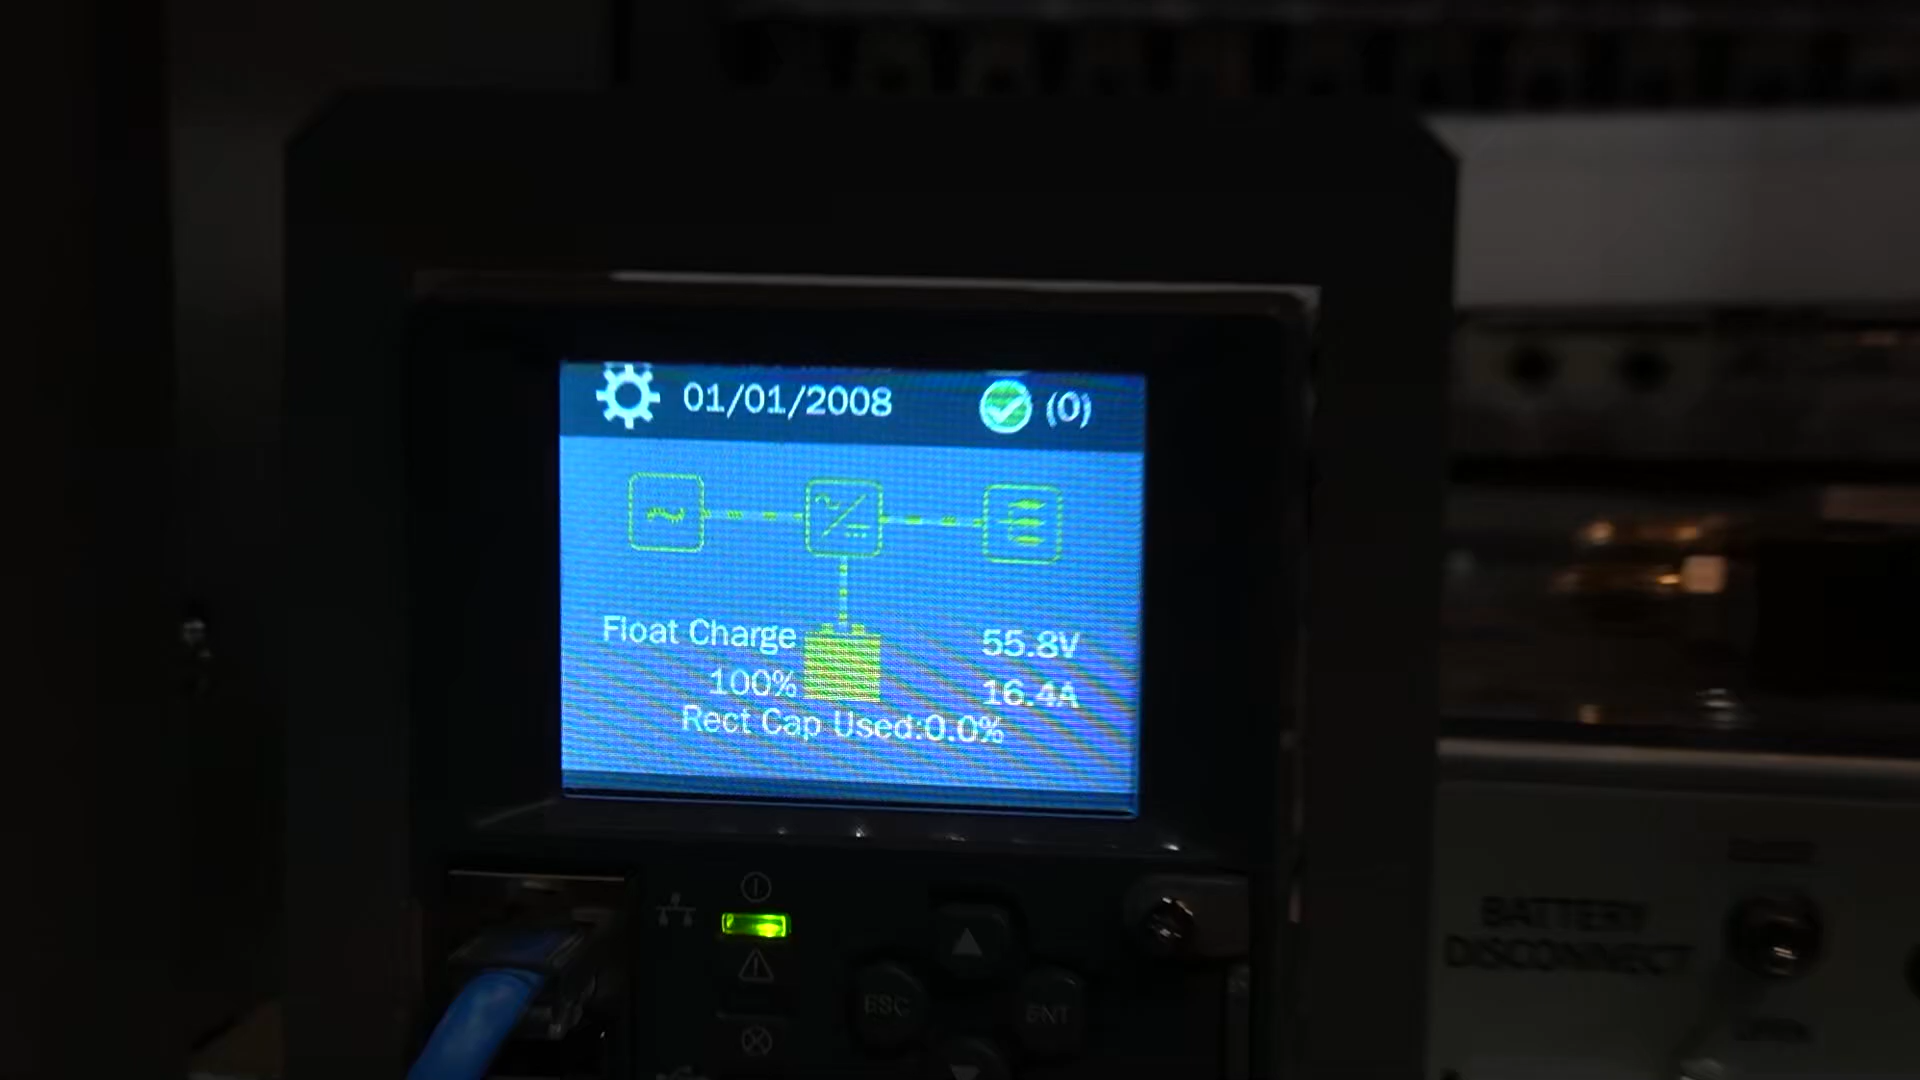 01/01/2008 (0)
Float Charge 55.8V
100% 16.4A
Rect Cap Used:0.0%
ESC ENT
BATTERY
DISCONNECT